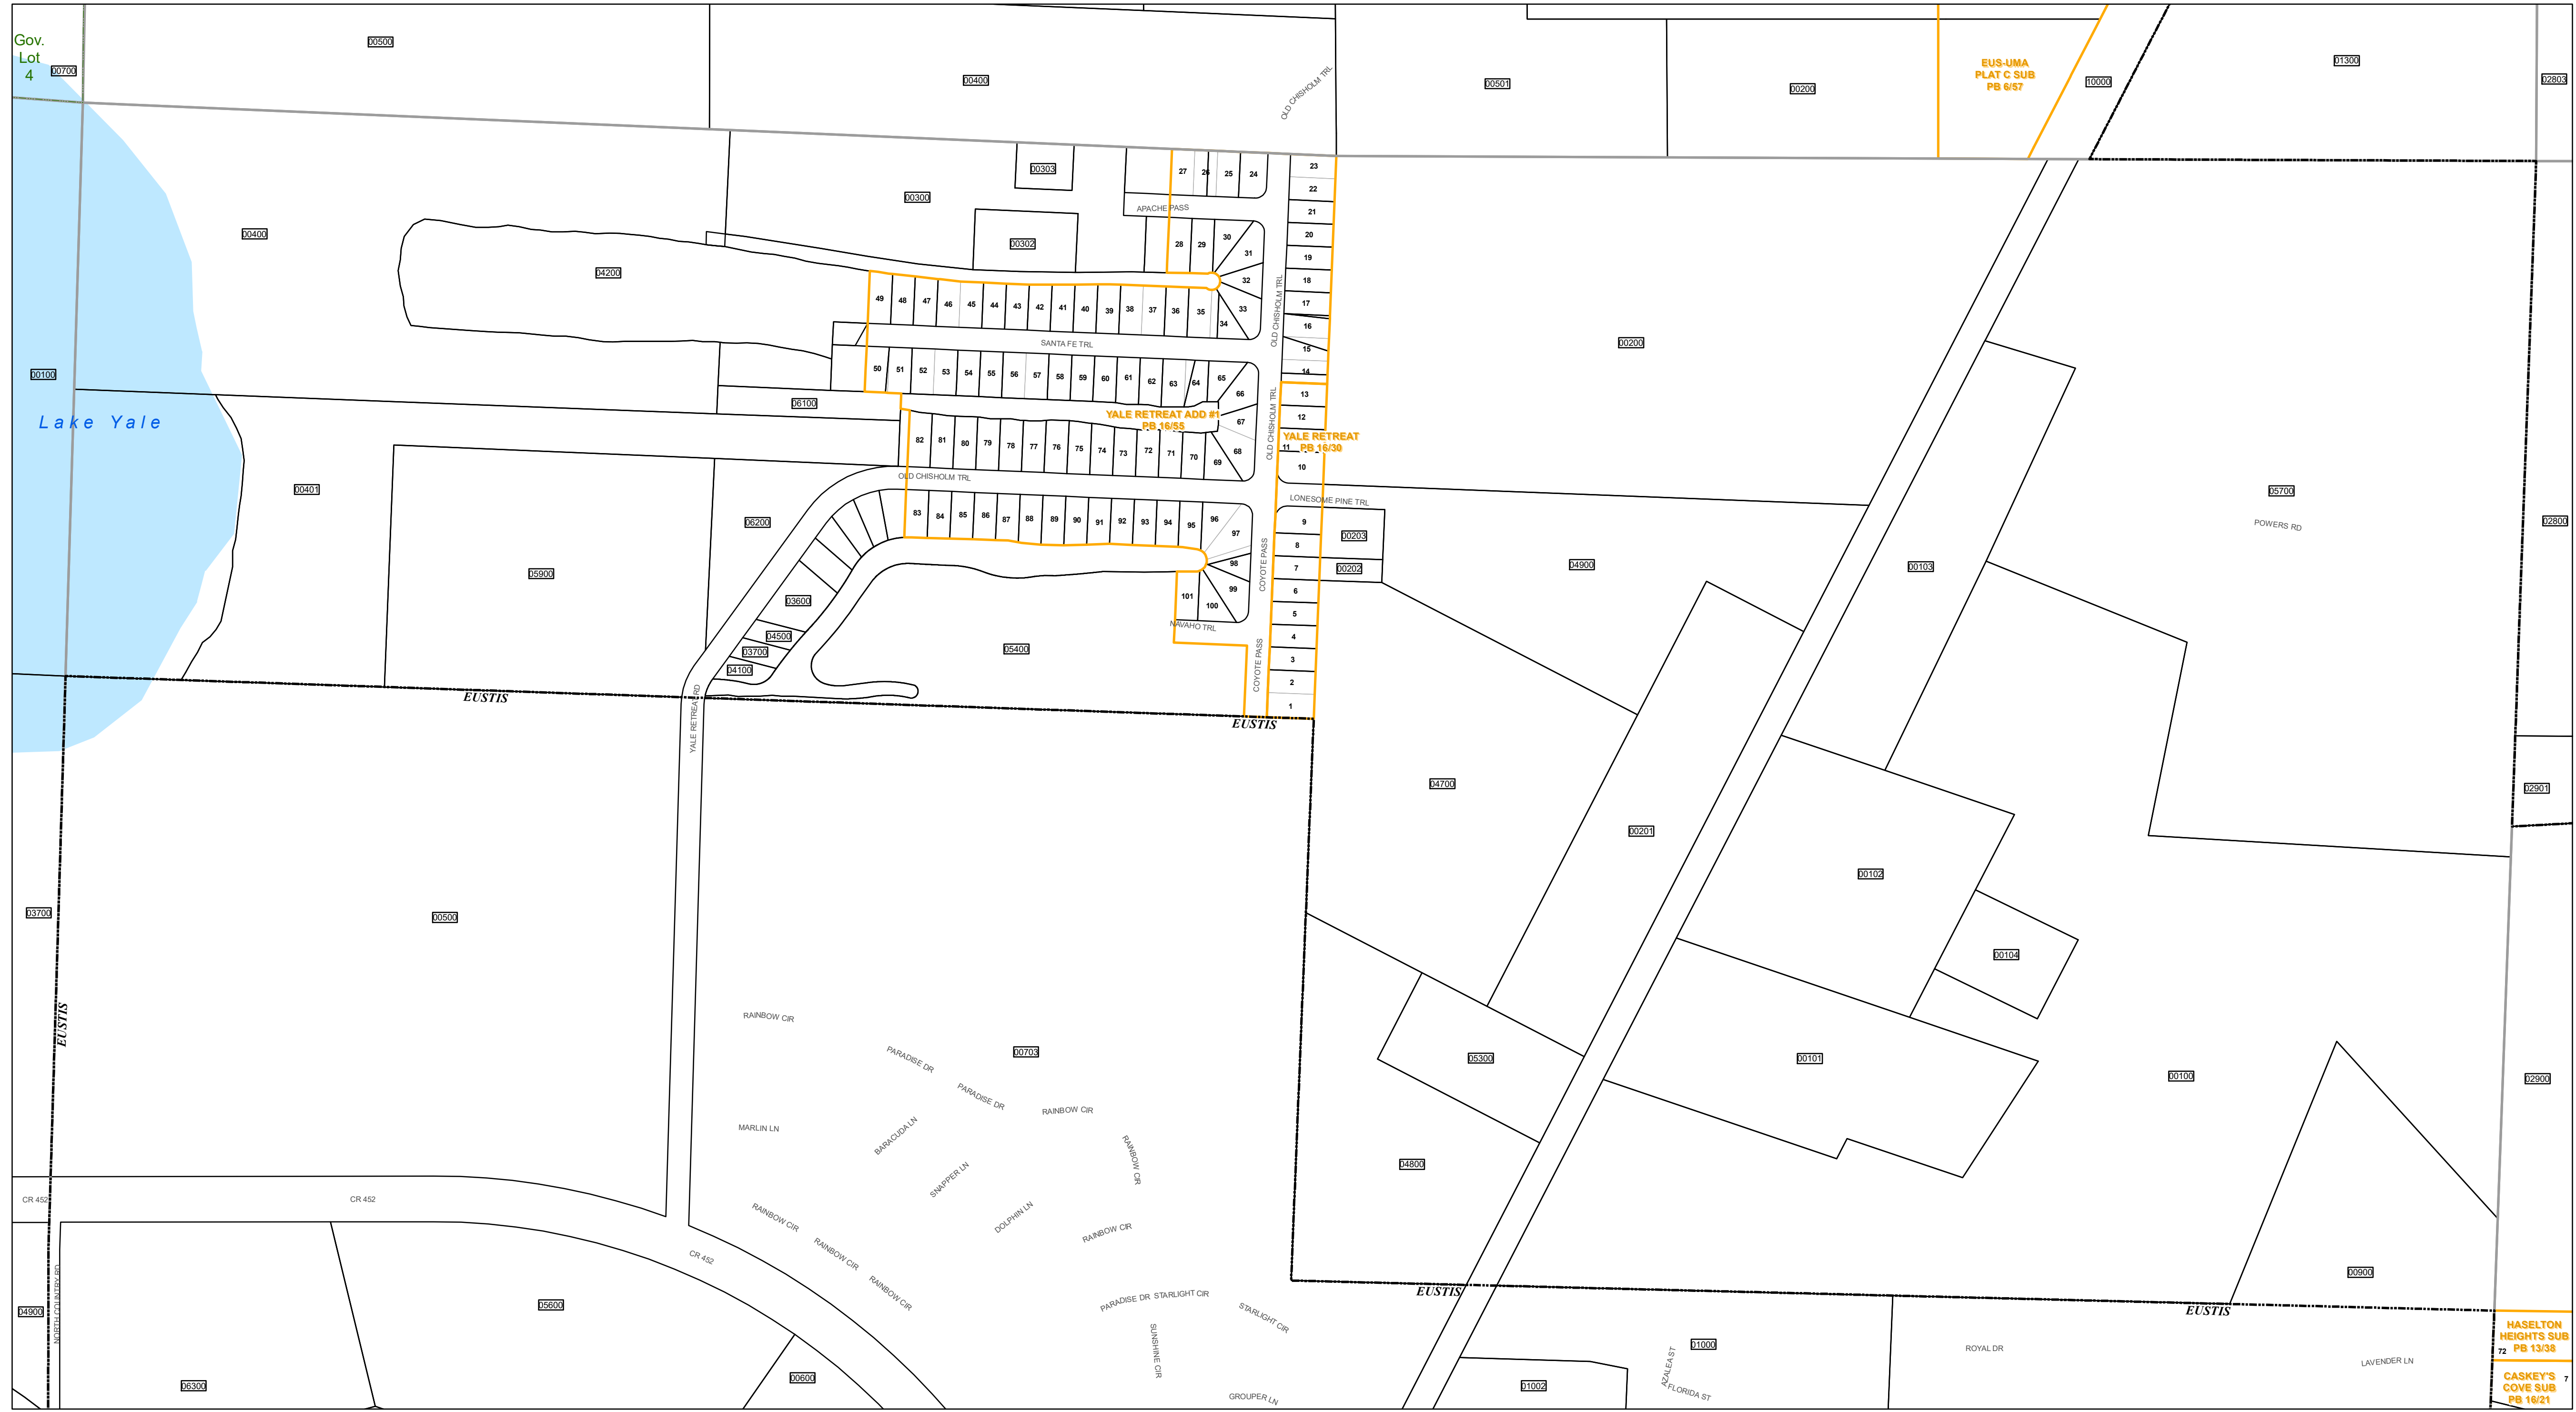 Gov.
Lot
4
00700
00500
00400
OLD CHISHOLM TRL
00501
00200
EUS-UMA
PLAT C SUB
PB 6/57
10000
01300
02803
00303
27
26
25
24
23
22
21
20
19
18
17
16
15
14
13
12
11
10
00300
00302
APACHE PASS
28
29
30
31
32
33
34
00400
04200
49
48
47
46
45
44
43
42
41
40
39
38
37
36
35
OLD CHISHOLM TRL
SANTA FE TRL
00200
00100
Lake Yale
50
51
52
53
54
55
56
57
58
59
60
61
62
63
64
65
66
67
68
69
06100
YALE RETREAT ADD #1
PB 16/55
OLD CHISHOLM TRL
YALE RETREAT
PB 16/30
82
81
80
79
78
77
76
75
74
73
72
71
70
OLD CHISHOLM TRL
LONESOME PINE TRL
00401
06200
05900
83
84
85
86
87
88
89
90
91
92
93
94
95
96
97
98
99
100
101
COYOTE PASS
NAVAHO TRL
COYOTE PASS
9
8
7
6
5
4
3
2
1
00203
00202
04900
00103
05700
POWERS RD
02800
03600
04500
03700
04100
05400
EUSTIS
EUSTIS
YALE RETREAT RD
04700
00201
02901
00102
00104
03700
00500
EUSTIS
RAINBOW CIR
PARADISE DR
PARADISE DR
00703
RAINBOW CIR
MARLIN LN
BARACUDA LN
SNAPPER LN
DOLPHIN LN
RAINBOW CIR
RAINBOW CIR
RAINBOW CIR
RAINBOW CIR
RAINBOW CIR
05300
00101
00100
02900
04800
CR 452
CR 452
CR 452
NORTH COUNTRY RD
04900
05600
06300
00600
PARADISE DR
STARLIGHT CIR
STARLIGHT CIR
SUNSHINE CIR
GROUPER LN
EUSTIS
00900
EUSTIS
01000
01002
AZALEA ST
FLORIDA ST
ROYAL DR
LAVENDER LN
HASELTON
HEIGHTS SUB
72
PB 13/38
CASKEY'S
7
COVE SUB
PB 16/21